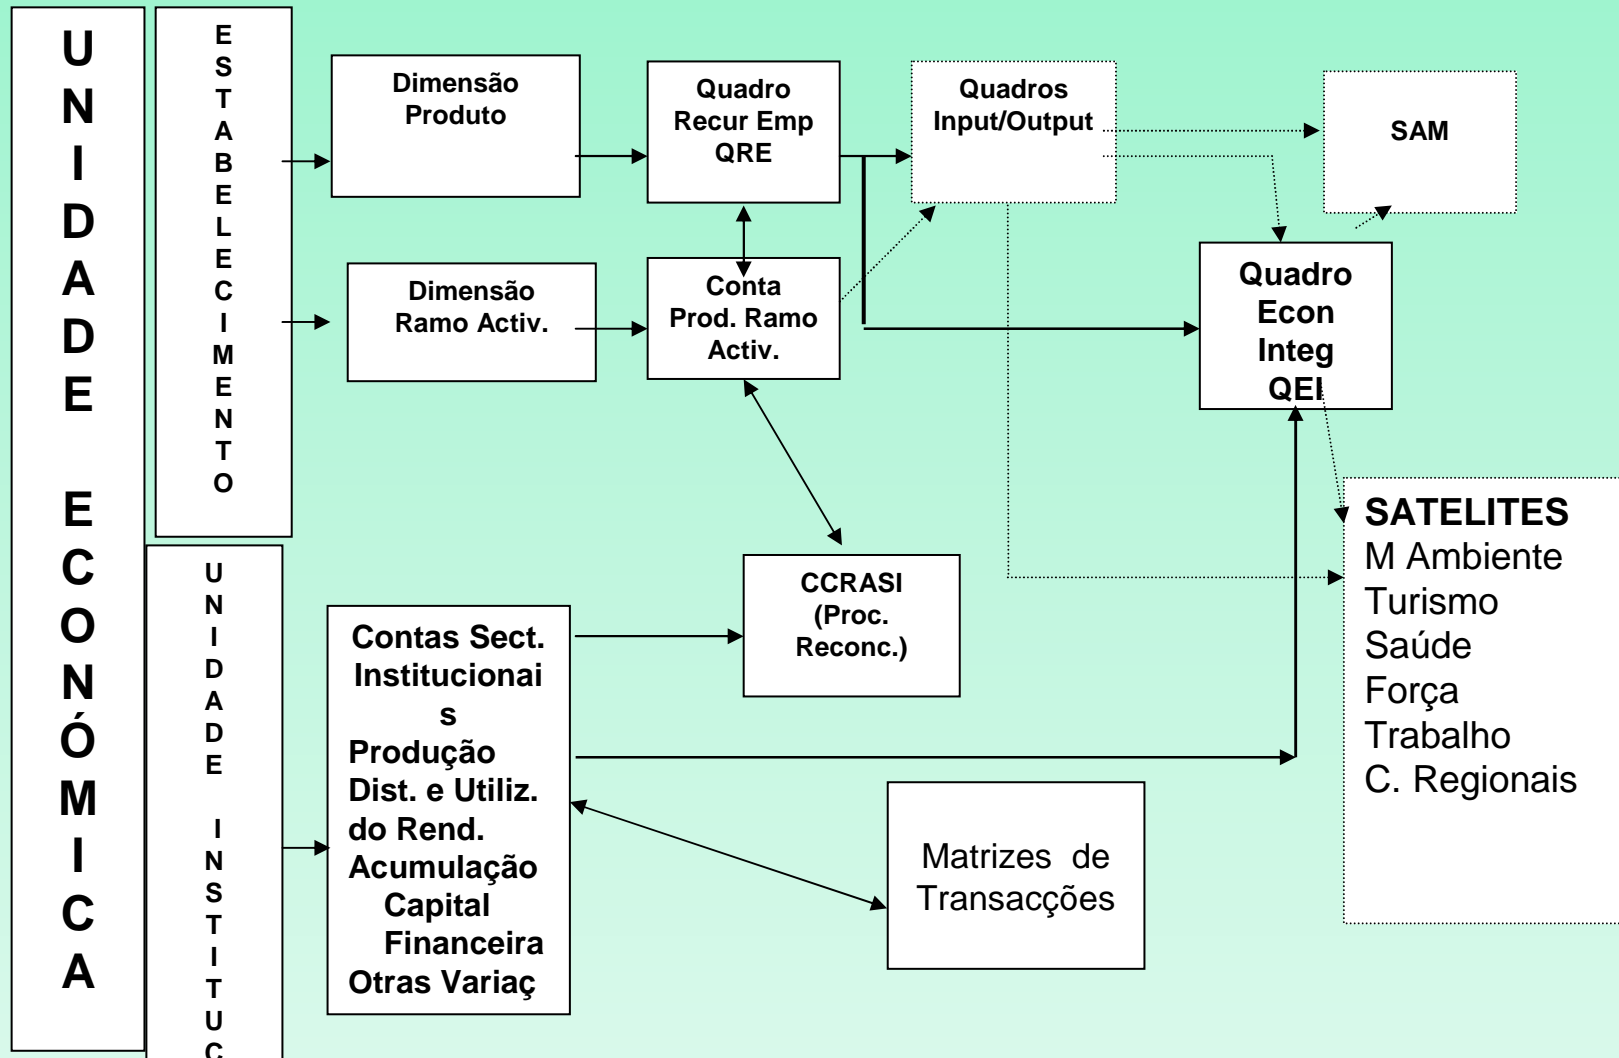 UNIDADE ECONÓMICA
ESTABELECIMENTO
Dimensão
Produto
Quadro
Recur Emp
QRE
Quadros
Input/Output
SAM
Dimensão
Ramo Activ.
Conta
Prod. Ramo
Activ.
Quadro
Econ
Integ
QEI
UNIDADE INSTITUC
Contas Sect.
Institucionai
s
Produção
Dist. e Utiliz.
do Rend.
Acumulação
Capital
Financeira
Otras Variaç
CCRASI
(Proc.
Reconc.)
Matrizes de
Transacções
SATELITES
M Ambiente
Turismo
Saúde
Força
Trabalho
C. Regionais